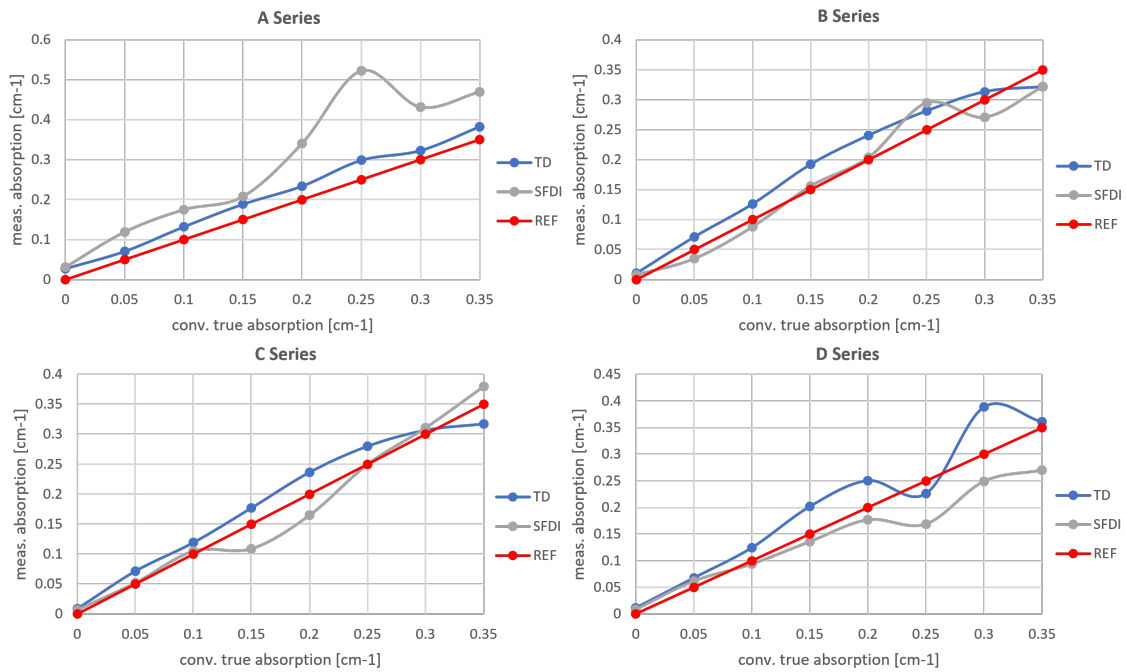 A Series
meas. absorption [cm-1]
0.6
0.5
0.4
0.3
0.2
0.1
0
0 0.05 0.1 0.15 0.2 0.25 0.3 0.35
conv. true absorption [cm-1]
TD
SFDI
REF
B Series
meas. absorption [cm-1]
0.4
0.35
0.3
0.25
0.2
0.15
0.1
0.05
0
0 0.05 0.1 0.15 0.2 0.25 0.3 0.35
conv. true absorption [cm-1]
TD
SFDI
REF
C Series
meas. absorption [cm-1]
0.4
0.35
0.3
0.25
0.2
0.15
0.1
0.05
0
0 0.05 0.1 0.15 0.2 0.25 0.3 0.35
conv. true absorption [cm-1]
TD
SFDI
REF
D Series
meas. absorption [cm-1]
0.45
0.4
0.35
0.3
0.25
0.2
0.15
0.1
0.05
0
0 0.05 0.1 0.15 0.2 0.25 0.3 0.35
conv. true absorption [cm-1]
TD
SFDI
REF